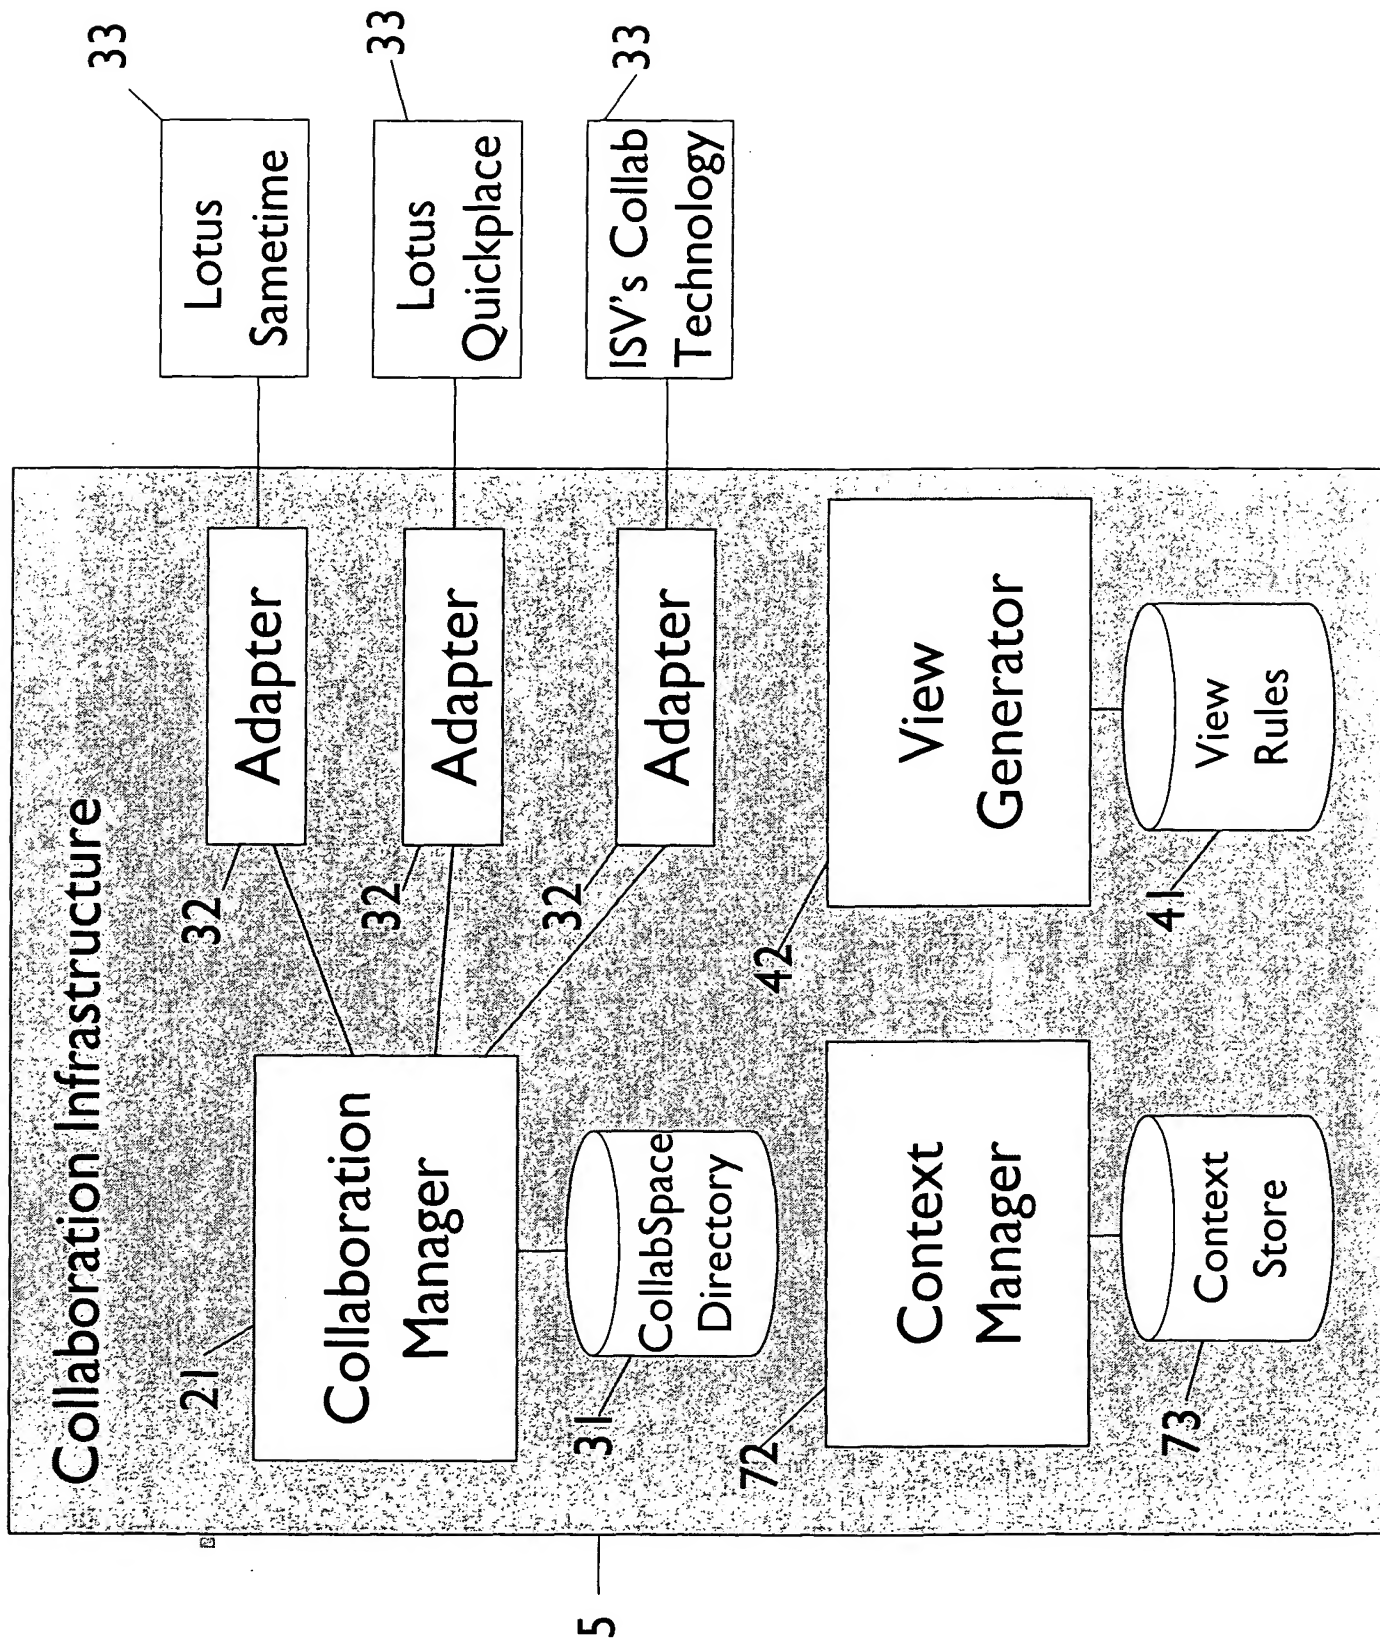 Collaboration Infrastructure
5
21
Collaboration
Manager
31
CollabSpace
Directory
32
Adapter
33
Lotus
Sametime
32
Adapter
33
Lotus
Quickplace
32
Adapter
33
ISV's Collab
Technology
72
Context
Manager
73
Context
Store
42
View
Generator
41
View
Rules